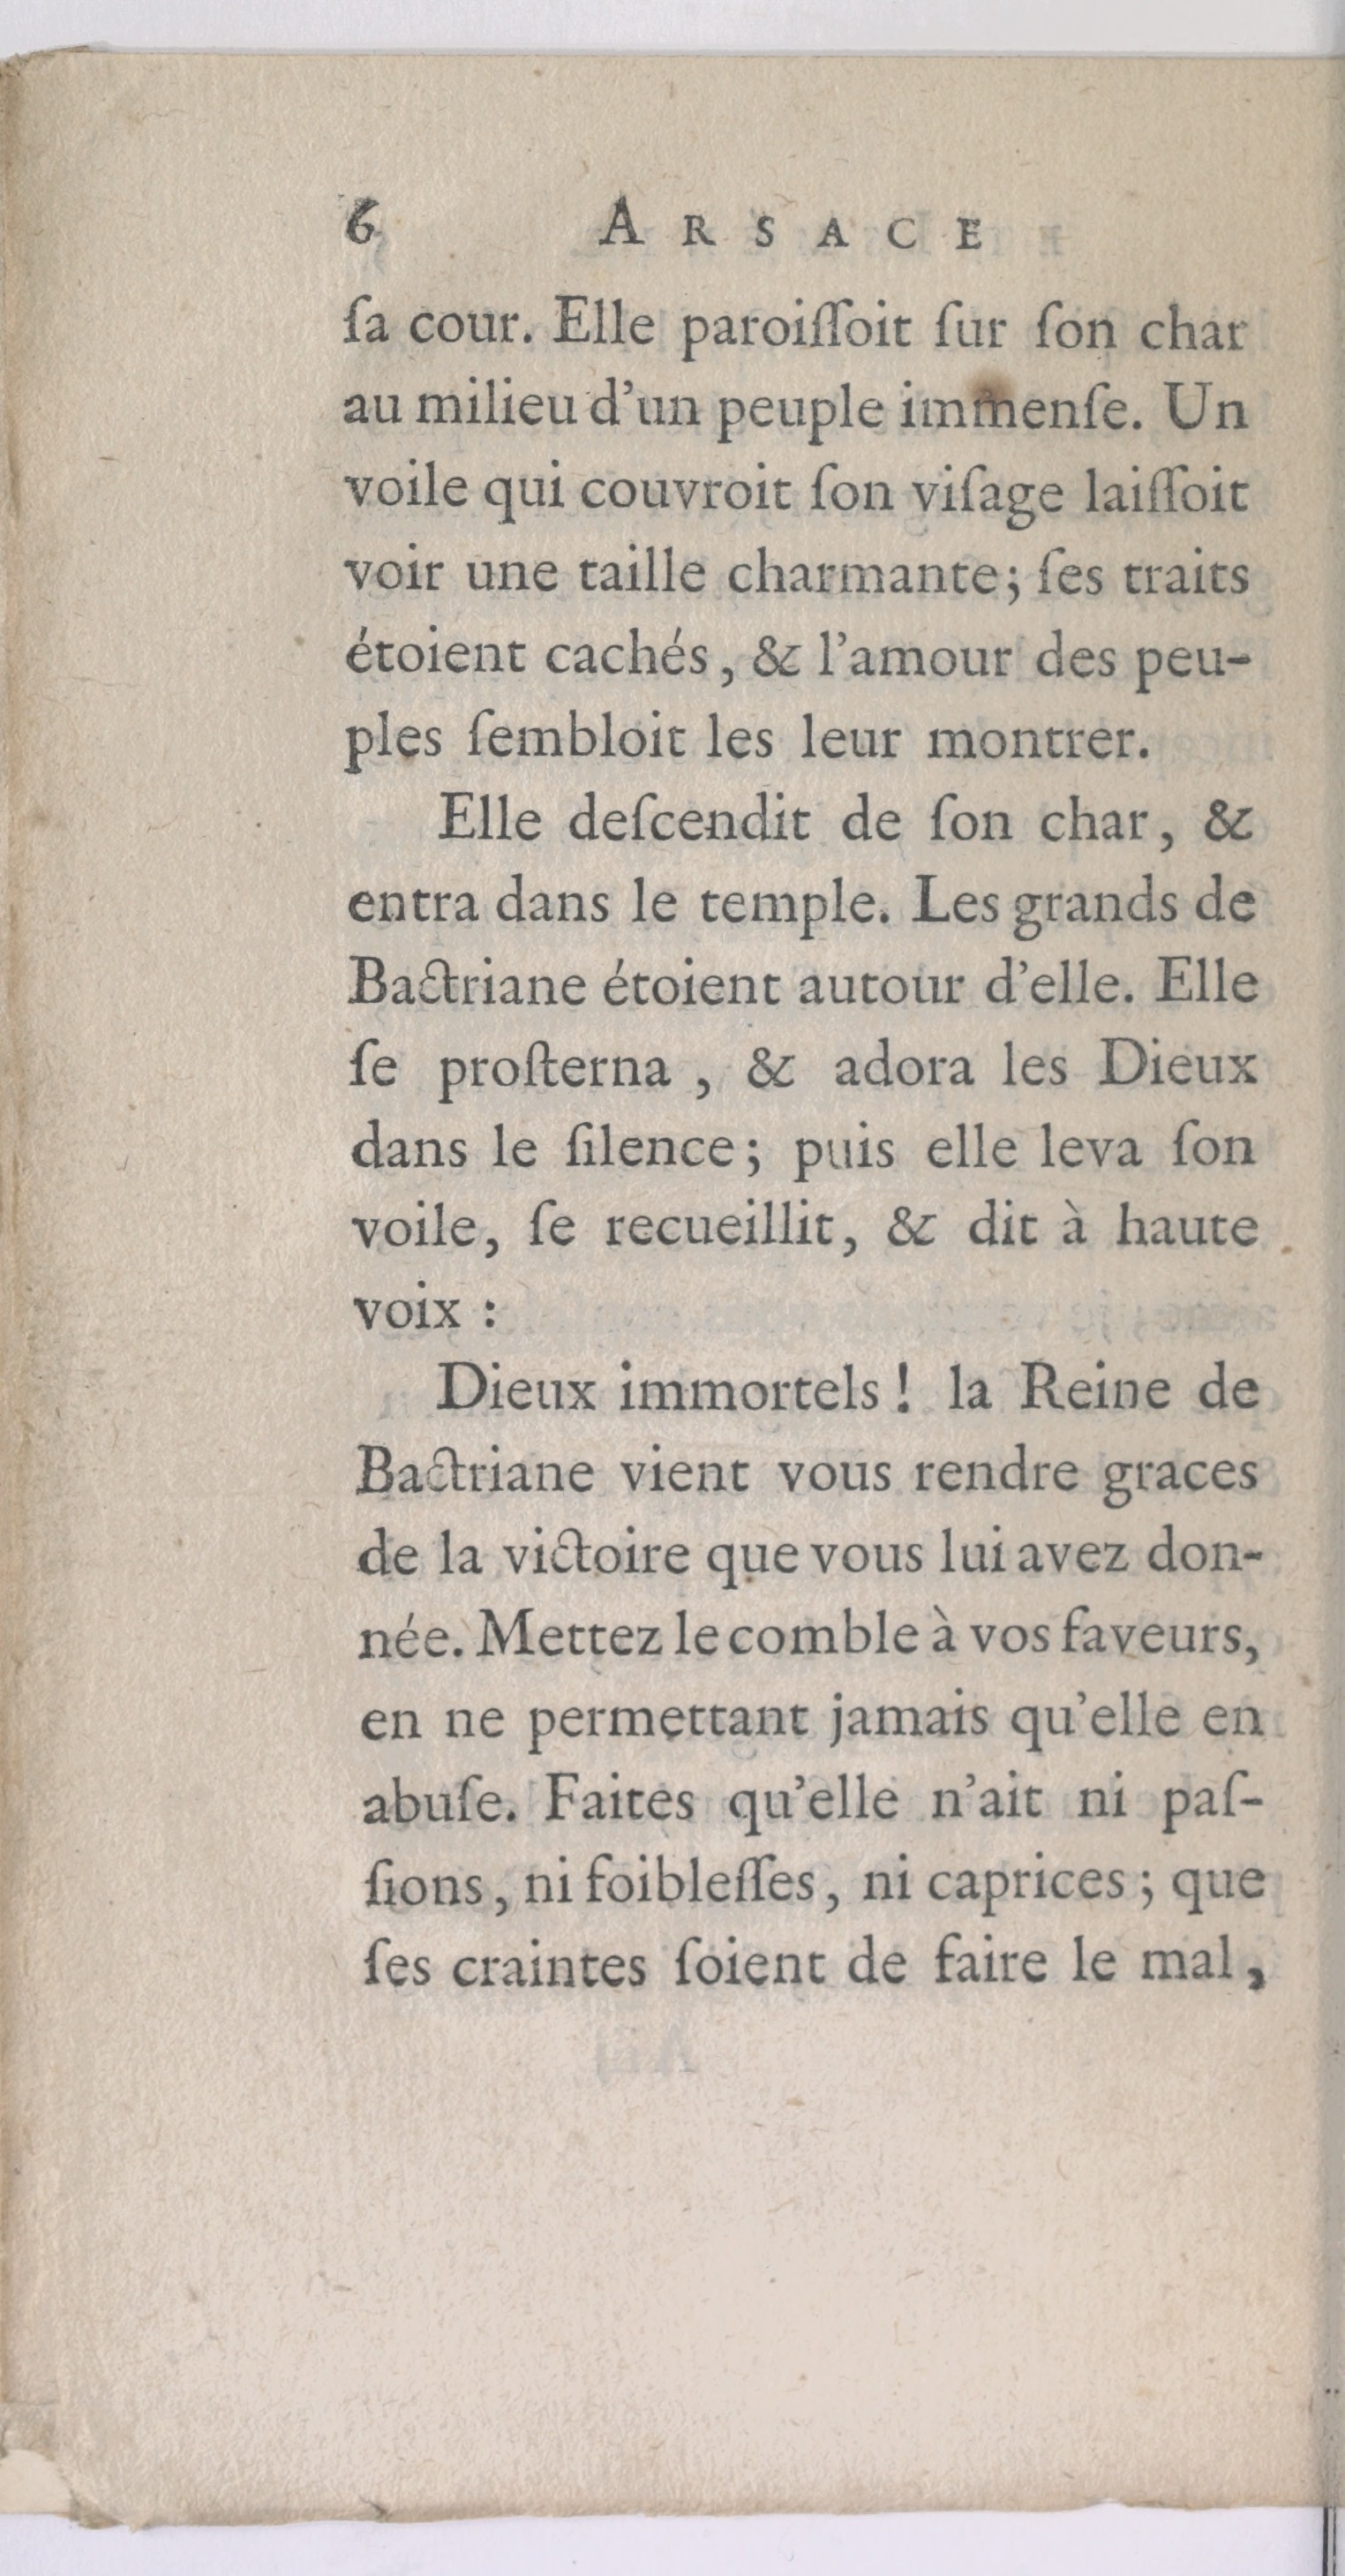 6 ARSACE
ſa cour. Elle paroiſſoit ſur ſon char
au milieu d'un peuple immenſe. Un
voile qui couvroit ſon viſage laiſſoit
voir une taille charmante; ſes traits
étoient cachés, & l'amour des peu-
ples ſembloit les leur montrer.
Elle deſcendit de ſon char, &
entra dans le temple. Les grands de
Bactriane étoient autour d'elle. Elle
ſe proſterna, & adora les Dieux
dans le ſilence; puis elle leva ſon
voile, ſe recueillit, & dit à haute
voix :
Dieux immortels ! la Reine de
Bactriane vient vous rendre graces
de la victoire que vous lui avez don-
née. Mettez le comble à vos faveurs,
en ne permettant jamais qu'elle en
abuſe. Faites qu'elle n'ait ni paſ-
ſions, ni foibleſſes, ni caprices; que
ſes craintes ſoient de faire le mal,